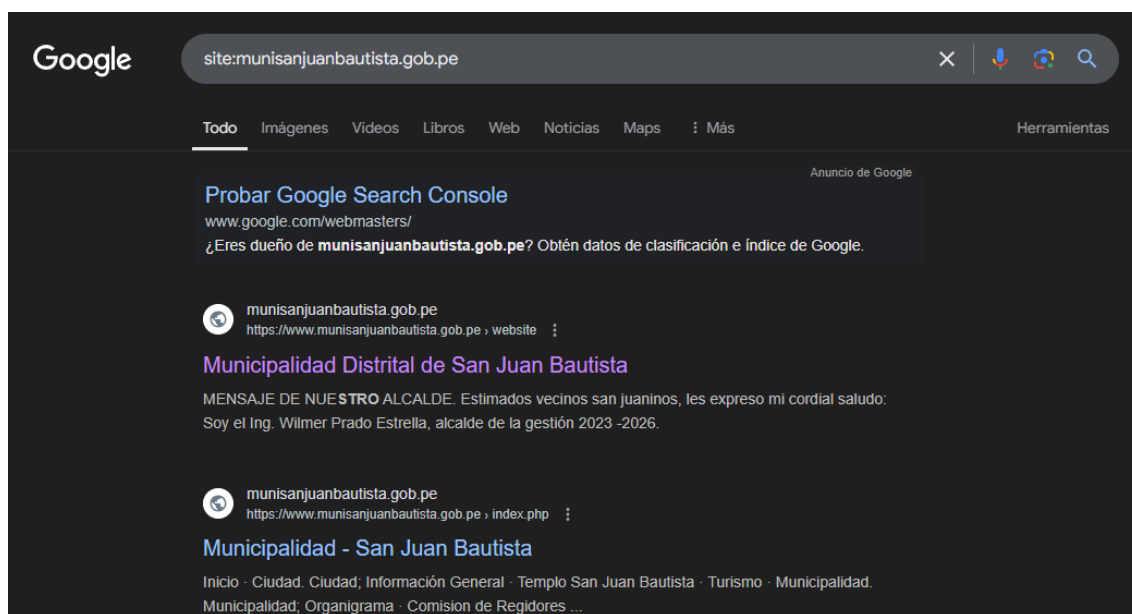 Google
site:munisanjuanbautista.gob.pe
Todo Imágenes Vídeos Libros Web Noticias Maps Más Herramientas
Anuncio de Google
Probar Google Search Console
www.google.com/webmasters/
¿Eres dueño de munisanjuanbautista.gob.pe? Obtén datos de clasificación e índice de Google.
munisanjuanbautista.gob.pe
https://www.munisanjuanbautista.gob.pe › website
Municipalidad Distrital de San Juan Bautista
MENSAJE DE NUESTRO ALCALDE. Estimados vecinos san juaninos, les expreso mi cordial saludo:
Soy el Ing. Wilmer Prado Estrella, alcalde de la gestión 2023 -2026.
munisanjuanbautista.gob.pe
https://www.munisanjuanbautista.gob.pe › index.php
Municipalidad - San Juan Bautista
Inicio · Ciudad. Ciudad; Información General · Templo San Juan Bautista · Turismo · Municipalidad.
Municipalidad; Organigrama · Comision de Regidores ...